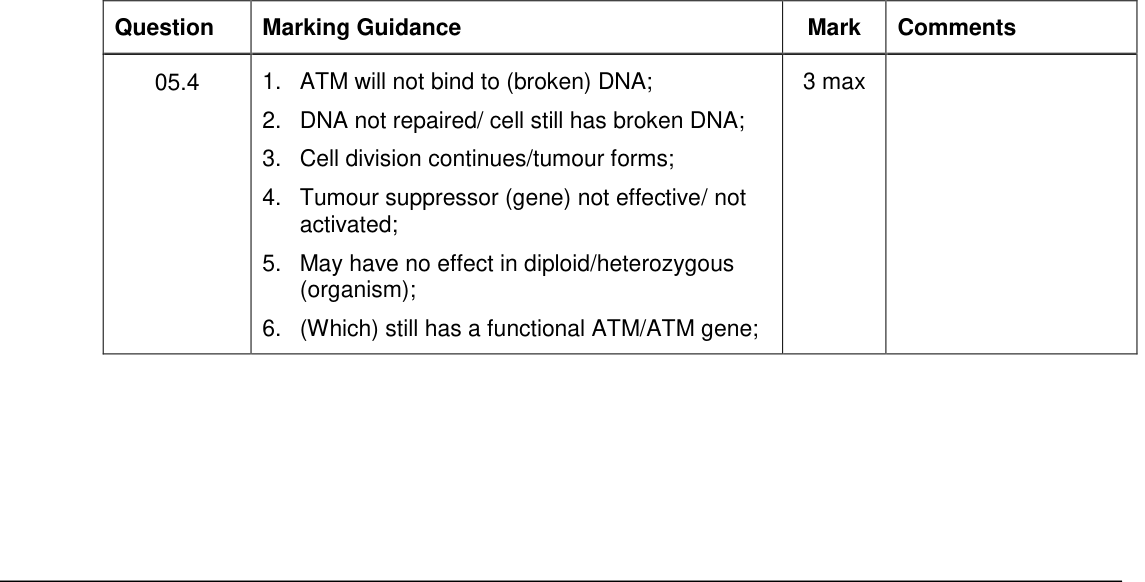 Question Marking Guidance Mark Comments
05.4 1. ATM will not bind to (broken) DNA; 3 max
2. DNA not repaired/ cell still has broken DNA;
3. Cell division continues/tumour forms;
4. Tumour suppressor (gene) not effective/ not
activated;
5. May have no effect in diploid/heterozygous
(organism);
6. (Which) still has a functional ATM/ATM gene;